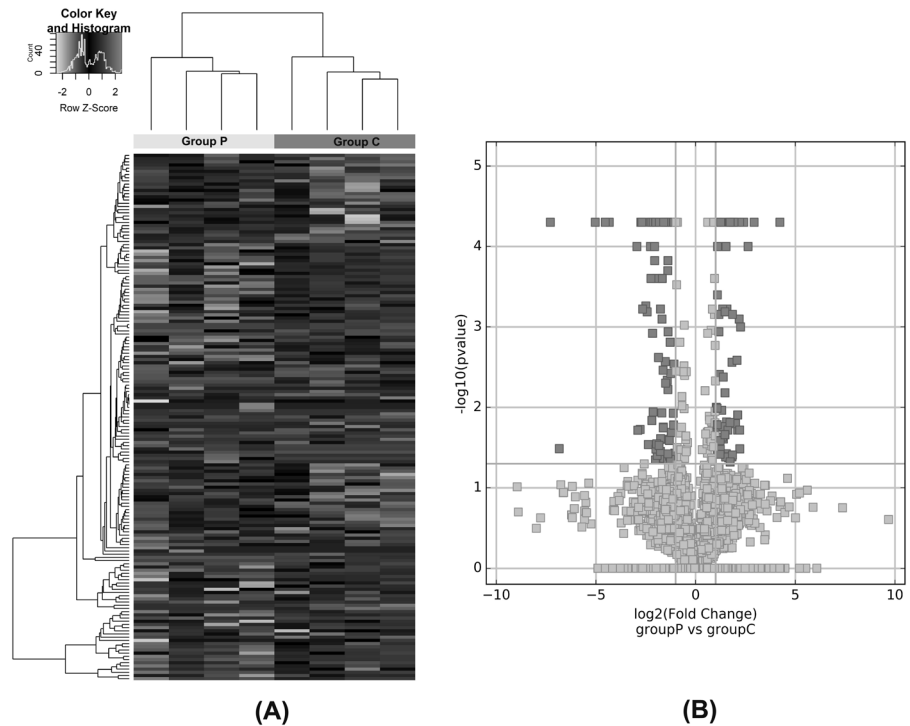 Color Key
and Histogram
Count
0 40
-2 0 2
Row Z-Score
Group P Group C
5
4
3
2
1
0
-log10(pvalue)
−10 −5 0 5 10
log2(Fold Change)
groupP vs groupC
(A) (B)